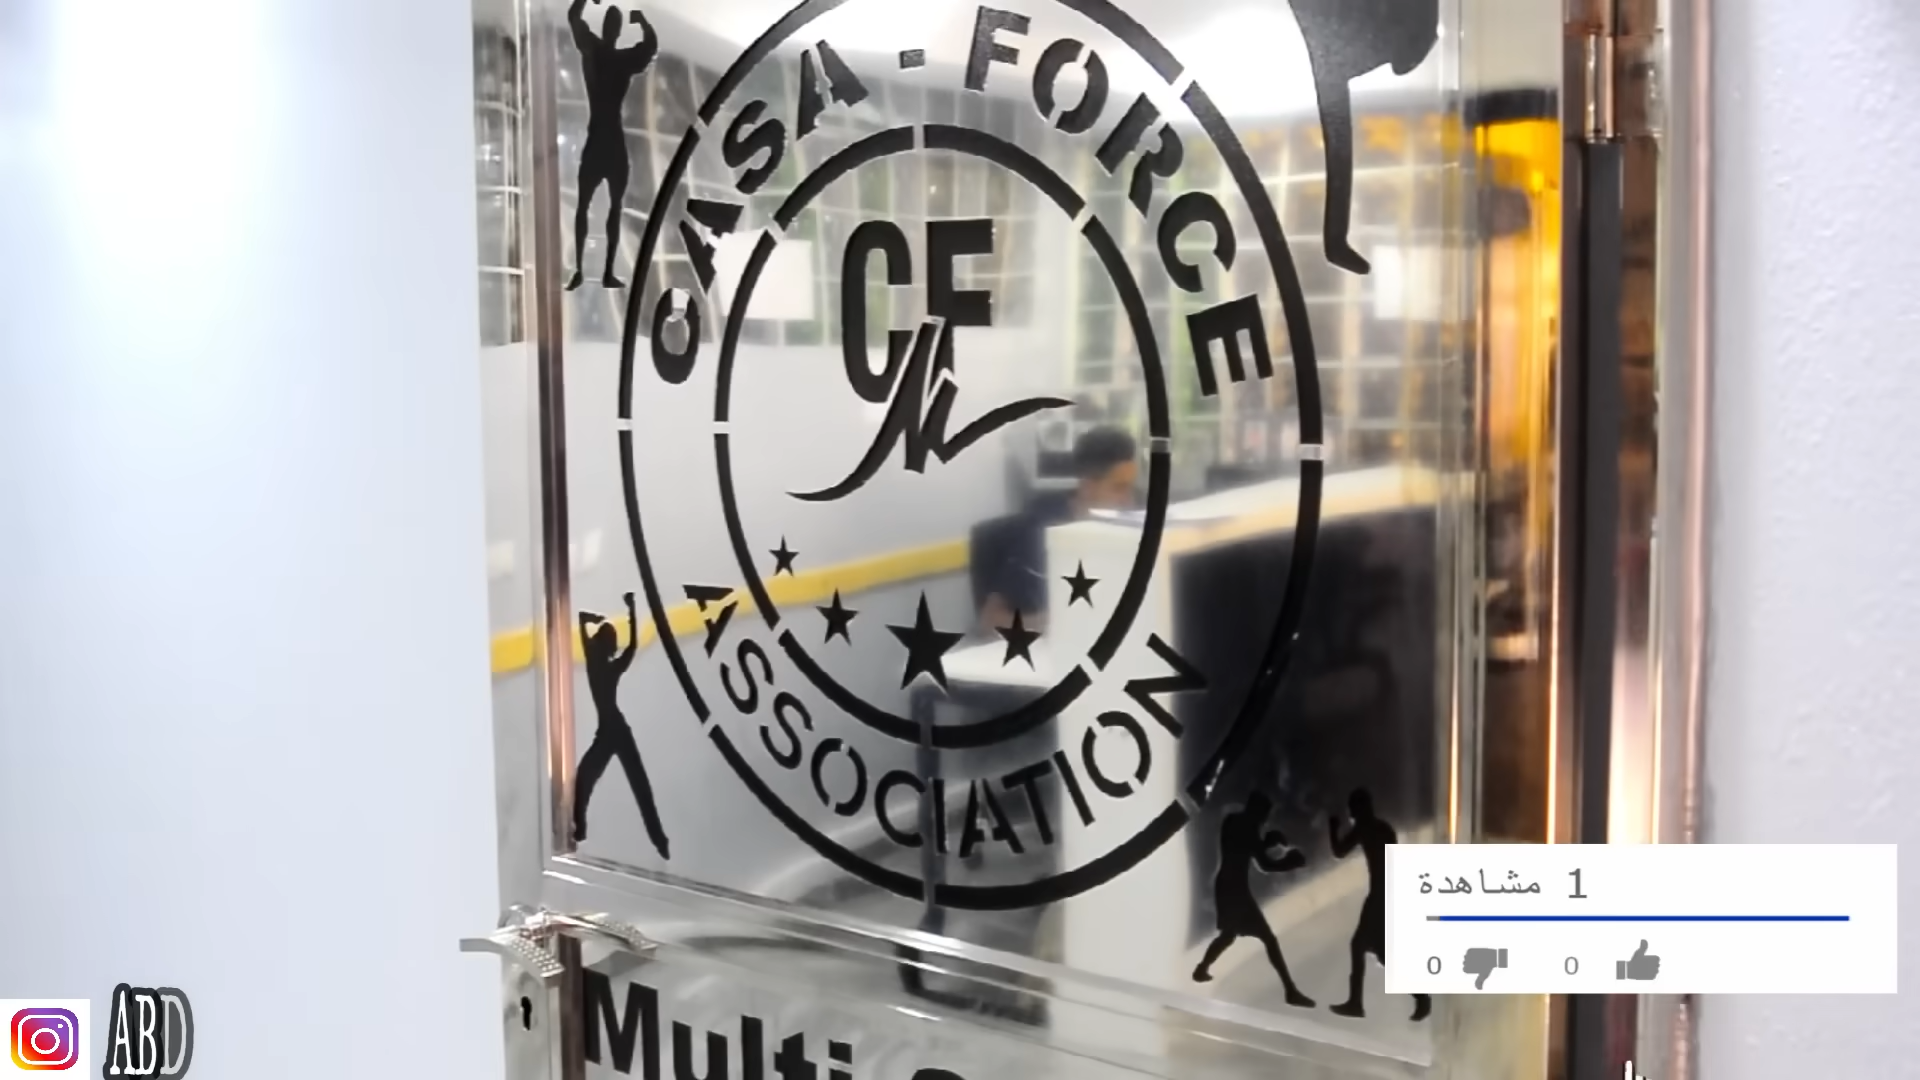 CASA - FORCE
CF
ASSOCIATION
Multi
1 مشاهدة
0 0
ABD